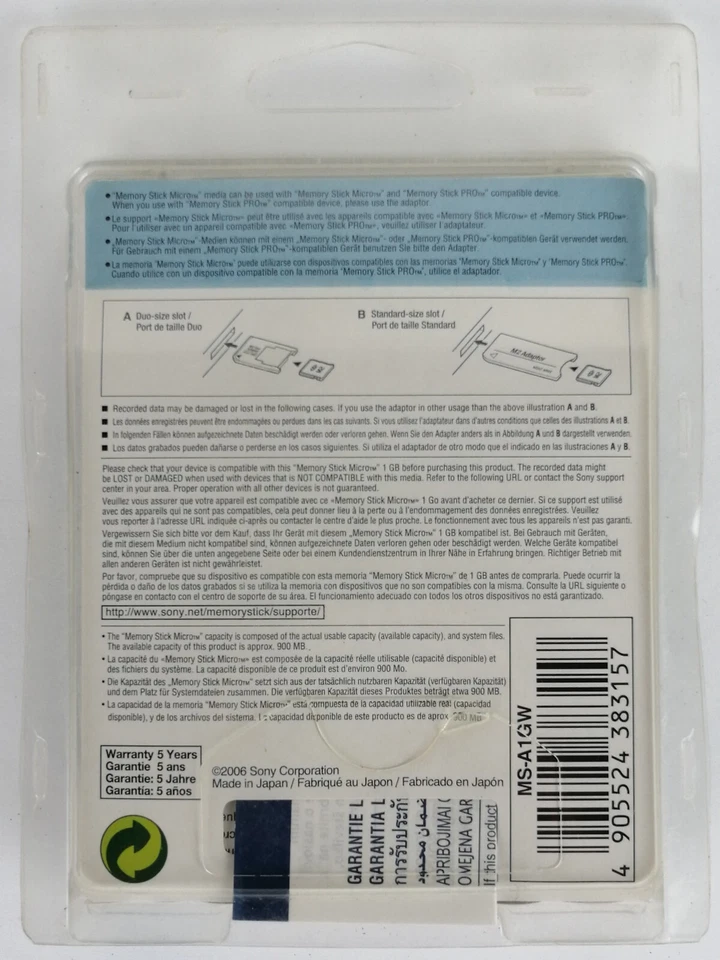 ● "Memory Stick Micro™" media can be used with "Memory Stick Micro™" and "Memory Stick PRO™" compatible device.
When you use with "Memory Stick PRO™" compatible device, please use the adaptor.
● Le support «Memory Stick Micro™» peut être utilisé avec les appareils compatible avec «Memory Stick Micro™» et «Memory Stick PRO™».
Pour l'utiliser avec un appareil compatible avec «Memory Stick PRO™», veuillez utiliser l'adaptateur.
● „Memory Stick Micro™"-Medien können mit einem „Memory Stick Micro™"- oder „Memory Stick PRO™"-kompatiblen Gerät verwendet werden.
Für Gebrauch mit einem „Memory Stick PRO™"-kompatiblen Gerät benutzen Sie bitte den Adapter.
● La memoria "Memory Stick Micro™" puede utilizarse con dispositivos compatibles con las memorias "Memory Stick Micro™" y "Memory Stick PRO™".
Cuando utilice con un dispositivo compatible con la memoria "Memory Stick PRO™", utilice el adaptador.
A Duo-size slot /
Port de taille Duo
B Standard-size slot /
Port de taille Standard
M2 Adaptor
■ Recorded data may be damaged or lost in the following cases. If you use the adaptor in other usage than the above illustration A and B.
■ Les données enregistrées peuvent être endommagées ou perdues dans les cas suivants. Si vous utilisez l'adaptateur dans d'autres conditions que celles des illustrations A et B.
■ In folgenden Fällen können aufgezeichnete Daten beschädigt werden oder verloren gehen. Wenn Sie den Adapter anders als in Abbildung A und B dargestellt verwenden.
■ Los datos grabados pueden dañarse o perderse en los casos siguientes. Si utiliza el adaptador de otro modo que el indicado en las ilustraciones A y B.
Please check that your device is compatible with this "Memory Stick Micro™" 1 GB before purchasing this product. The recorded data might
be LOST or DAMAGED when used with devices that is NOT COMPATIBLE with this media. Refer to the following URL or contact the Sony support
center in your area. Proper operation with all other devices is not guaranteed.
Veuillez vous assurer que votre appareil est compatible avec ce «Memory Stick Micro™» 1 Go avant d'acheter ce dernier. Si ce support est utilisé
avec des appareils qui ne sont pas compatibles, cela peut donner lieu à la perte ou à l'endommagement des données enregistrées. Veuillez
vous reporter à l'adresse URL indiquée ci-après ou contacter le centre d'aide le plus proche. Le fonctionnement avec tous les appareils n'est pas garanti.
Vergewissern Sie sich bitte vor dem Kauf, dass Ihr Gerät mit diesem „Memory Stick Micro™" 1 GB kompatibel ist. Bei Gebrauch mit Geräten,
die mit diesem Medium nicht kompatibel sind, können aufgezeichnete Daten verloren gehen oder beschädigt werden. Welche Geräte kompatibel
sind, können Sie über die unten angegebene Seite oder bei einem Kundendienstzentrum in Ihrer Nähe in Erfahrung bringen. Richtiger Betrieb mit
allen anderen Geräten ist nicht gewährleistet.
Por favor, compruebe que su dispositivo es compatible con esta memoria "Memory Stick Micro™" de 1 GB antes de comprarla. Puede ocurrir la
pérdida o daño de los datos grabados si se utiliza la memoria con dispositivos que no son compatibles con la misma. Consulte la URL siguiente o
póngase en contacto con el centro de soporte de su área. El funcionamiento adecuado con todos los otros dispositivos no está garantizado.
http://www.sony.net/memorystick/supporte/
• The "Memory Stick Micro™" capacity is composed of the actual usable capacity (available capacity), and system files.
The available capacity of this product is approx. 900 MB.
• La capacité du «Memory Stick Micro™» est composée de la capacité réelle utilisable (capacité disponible) et
des fichiers du système. La capacité disponible de ce produit est d'environ 900 Mo.
• Die Kapazität des „Memory Stick Micro™" setzt sich aus der tatsächlich nutzbaren Kapazität (verfügbaren Kapazität)
und dem Platz für Systemdateien zusammen. Die verfügbaren Kapazität dieses Produktes beträgt etwa 900 MB.
• La capacidad de la memoria "Memory Stick Micro™" está compuesta de la capacidad utilizable real (capacidad
disponible), y de los archivos del sistema. La capacidad disponible de este producto es de aprox. 900 MB
Warranty 5 Years
Garantie 5 ans
Garantie: 5 Jahre
Garantía: 5 años
©2006 Sony Corporation
Made in Japan / Fabriqué au Japon / Fabricado en Japón
MS-A1GW
4 905524 383157
GARANTIE L
GARANTIA L
การรับประกั
ضمان محدود
APRIBOJIMAI (
OMEJENA GAR
If this product